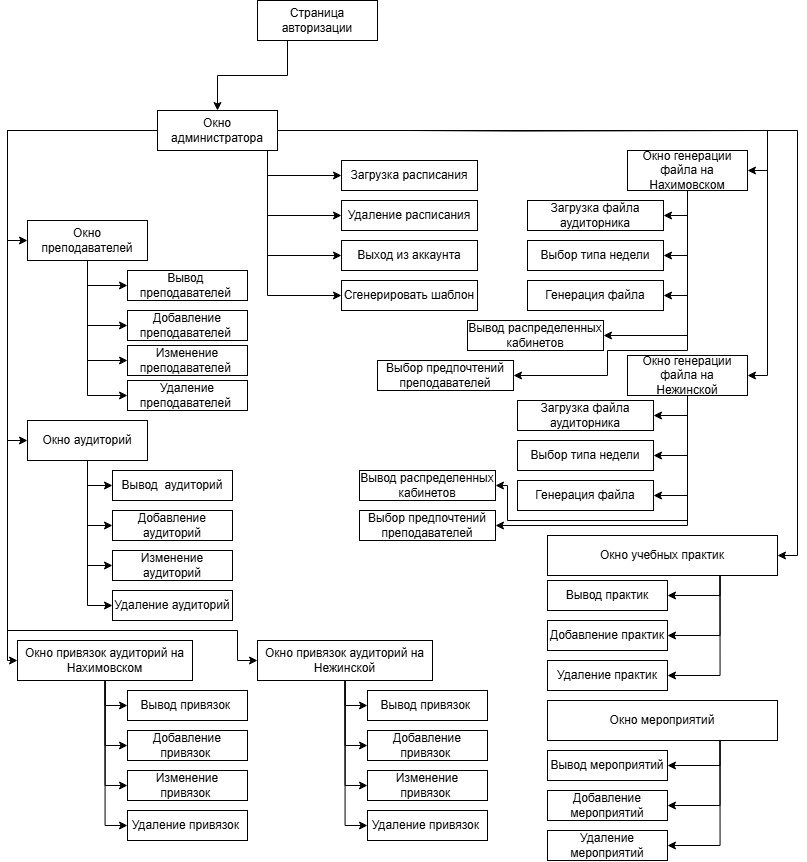 Страница
авторизации
Окно
администратора
Загрузка расписания
Удаление расписания
Выход из аккаунта
Сгенерировать шаблон
Окно
преподавателей
Вывод
преподавателей
Добавление
преподавателей
Изменение
преподавателей
Удаление
преподавателей
Окно аудиторий
Вывод аудиторий
Добавление
аудиторий
Изменение
аудиторий
Удаление аудиторий
Окно привязок аудиторий на
Нахимовском
Вывод привязок
Добавление
привязок
Изменение
привязок
Удаление привязок
Окно привязок аудиторий на
Нежинской
Вывод привязок
Добавление
привязок
Изменение
привязок
Удаление привязок
Окно генерации
файла на
Нахимовском
Загрузка файла
аудиторника
Выбор типа недели
Генерация файла
Вывод распределенных
кабинетов
Выбор предпочтений
преподавателей
Окно генерации
файла на
Нежинской
Загрузка файла
аудиторника
Выбор типа недели
Генерация файла
Вывод распределенных
кабинетов
Выбор предпочтений
преподавателей
Окно учебных практик
Вывод практик
Добавление практик
Удаление практик
Окно мероприятий
Вывод мероприятий
Добавление
мероприятий
Удаление
мероприятий